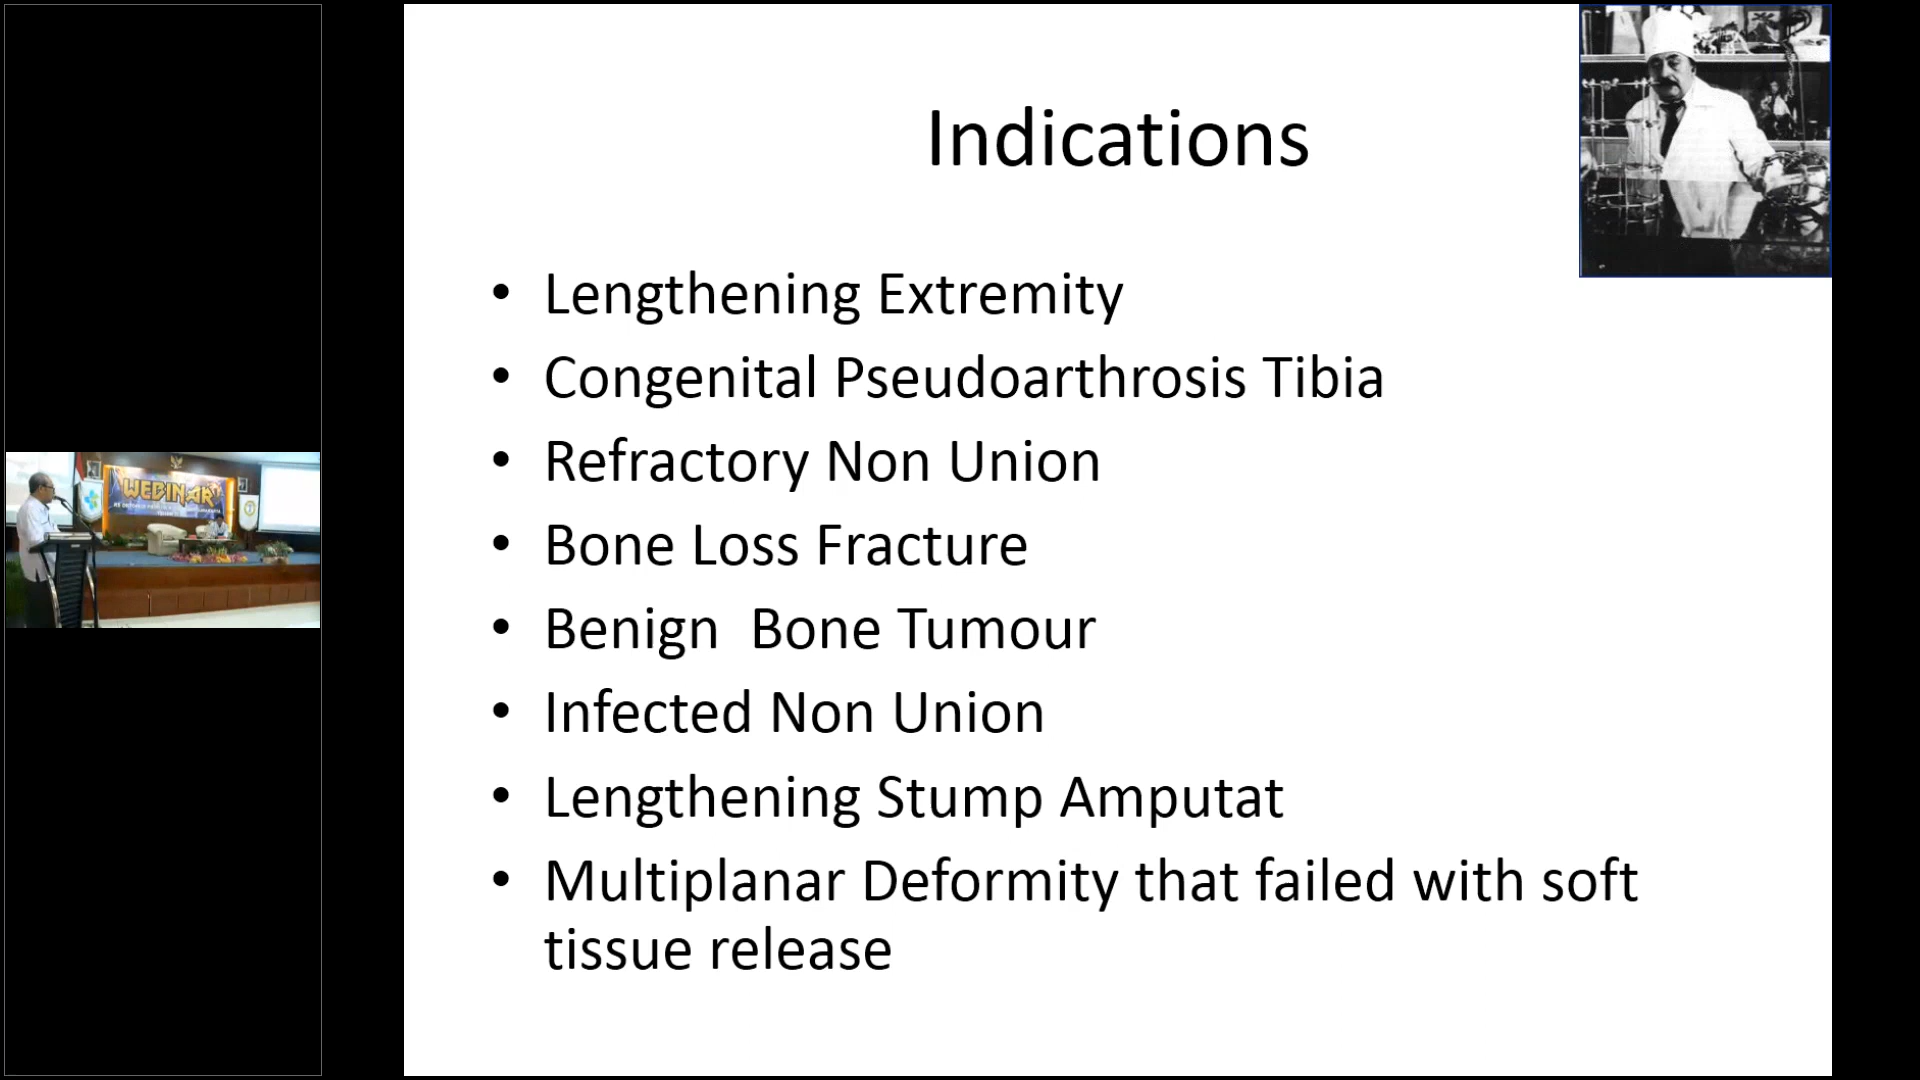 Indications
• Lengthening Extremity
• Congenital Pseudoarthrosis Tibia
• Refractory Non Union
• Bone Loss Fracture
• Benign  Bone Tumour
• Infected Non Union
• Lengthening Stump Amputat
• Multiplanar Deformity that failed with soft
tissue release
WEBINAR